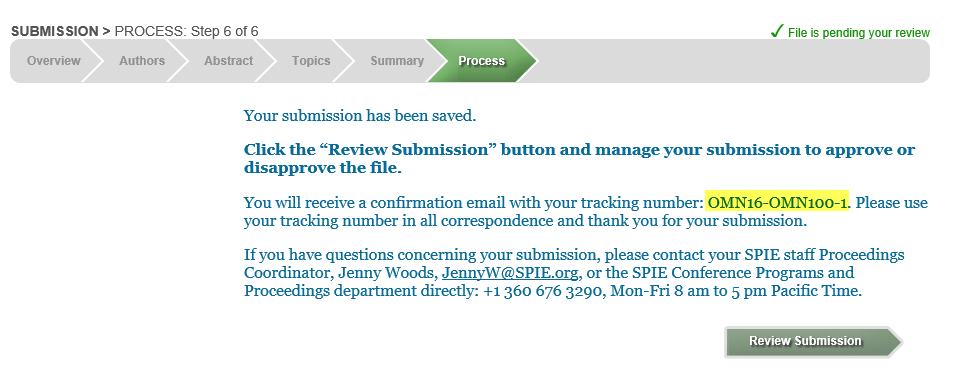 SUBMISSION > PROCESS: Step 6 of 6
✓ File is pending your review
Overview Authors Abstract Topics Summary Process
Your submission has been saved.
Click the “Review Submission” button and manage your submission to approve or
disapprove the file.
You will receive a confirmation email with your tracking number: OMN16-OMN100-1. Please use
your tracking number in all correspondence and thank you for your submission.
If you have questions concerning your submission, please contact your SPIE staff Proceedings
Coordinator, Jenny Woods, JennyW@SPIE.org, or the SPIE Conference Programs and
Proceedings department directly: +1 360 676 3290, Mon-Fri 8 am to 5 pm Pacific Time.
Review Submission